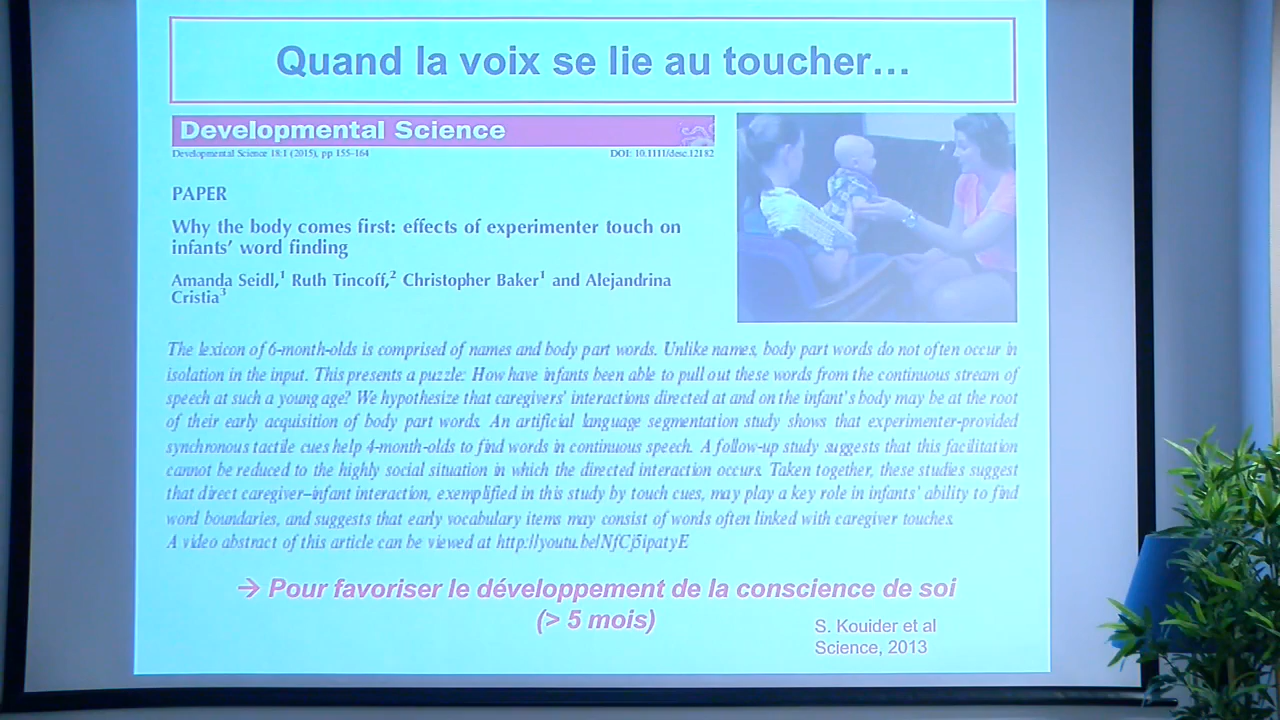 Quand la voix se lie au toucher…
Developmental Science
Developmental Science 18:1 (2015), pp 155–164
DOI: 10.1111/desc.12182
PAPER
Why the body comes first: effects of experimenter touch on
infants’ word finding
Amanda Seidl,¹ Ruth Tincoff,² Christopher Baker¹ and Alejandrina
Cristia³
The lexicon of 6-month-olds is comprised of names and body part words. Unlike names, body part words do not often occur in
isolation in the input. This presents a puzzle: How have infants been able to pull out these words from the continuous stream of
speech at such a young age? We hypothesize that caregivers’ interactions directed at and on the infant’s body may be at the root
of their early acquisition of body part words. An artificial language segmentation study shows that experimenter-provided
synchronous tactile cues help 4-month-olds to find words in continuous speech. A follow-up study suggests that this facilitation
cannot be reduced to the highly social situation in which the directed interaction occurs. Taken together, these studies suggest
that direct caregiver–infant interaction, exemplified in this study by touch cues, may play a key role in infants’ ability to find
word boundaries, and suggests that early vocabulary items may consist of words often linked with caregiver touches.
A video abstract of this article can be viewed at http://youtu.be/NfCj5ipatyE
→ Pour favoriser le développement de la conscience de soi
(> 5 mois)
S. Kouider et al
Science, 2013